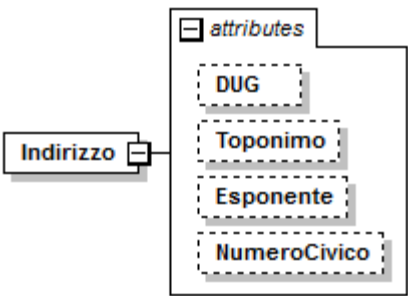 attributes
DUG
Toponimo
Indirizzo
Esponente
NumeroCivico